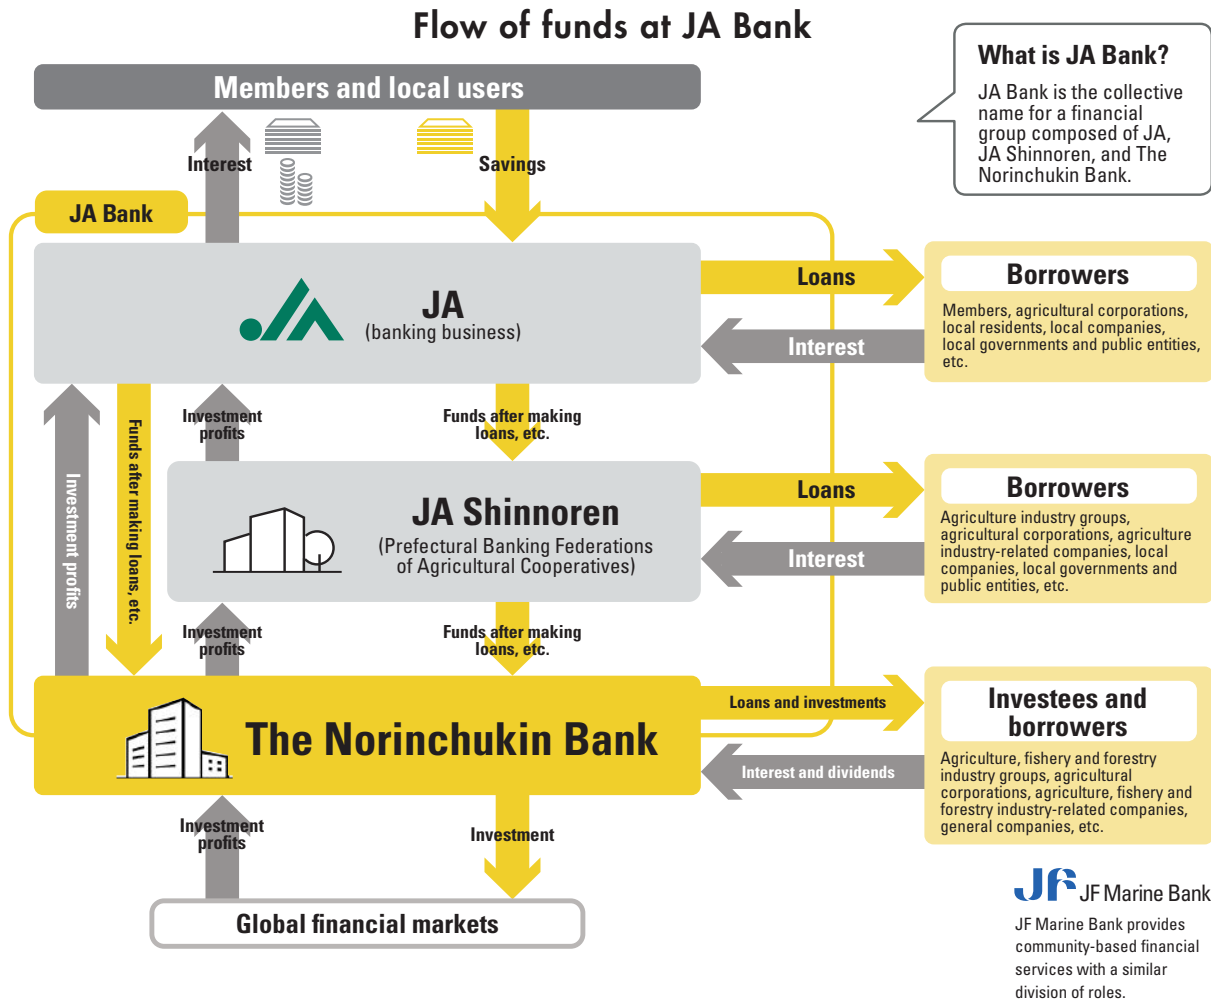 Flow of funds at JA Bank
What is JA Bank?
JA Bank is the collective
name for a financial
group composed of JA,
JA Shinnoren, and The
Norinchukin Bank.
Members and local users
Interest
Savings
JA Bank
JA
(banking business)
Loans
Interest
Borrowers
Members, agricultural corporations,
local residents, local companies,
local governments and public entities,
etc.
Investment profits
Funds after making loans, etc.
Investment
profits
Funds after making
loans, etc.
JA Shinnoren
(Prefectural Banking Federations
of Agricultural Cooperatives)
Loans
Interest
Borrowers
Agriculture industry groups,
agricultural corporations, agriculture
industry-related companies, local
companies, local governments and
public entities, etc.
Investment
profits
Funds after making
loans, etc.
The Norinchukin Bank
Loans and investments
Interest and dividends
Investees and
borrowers
Agriculture, fishery and forestry
industry groups, agricultural
corporations, agriculture, fishery and
forestry industry-related companies,
general companies, etc.
Investment
profits
Investment
Global financial markets
JF JF Marine Bank
JF Marine Bank provides
community-based financial
services with a similar
division of roles.